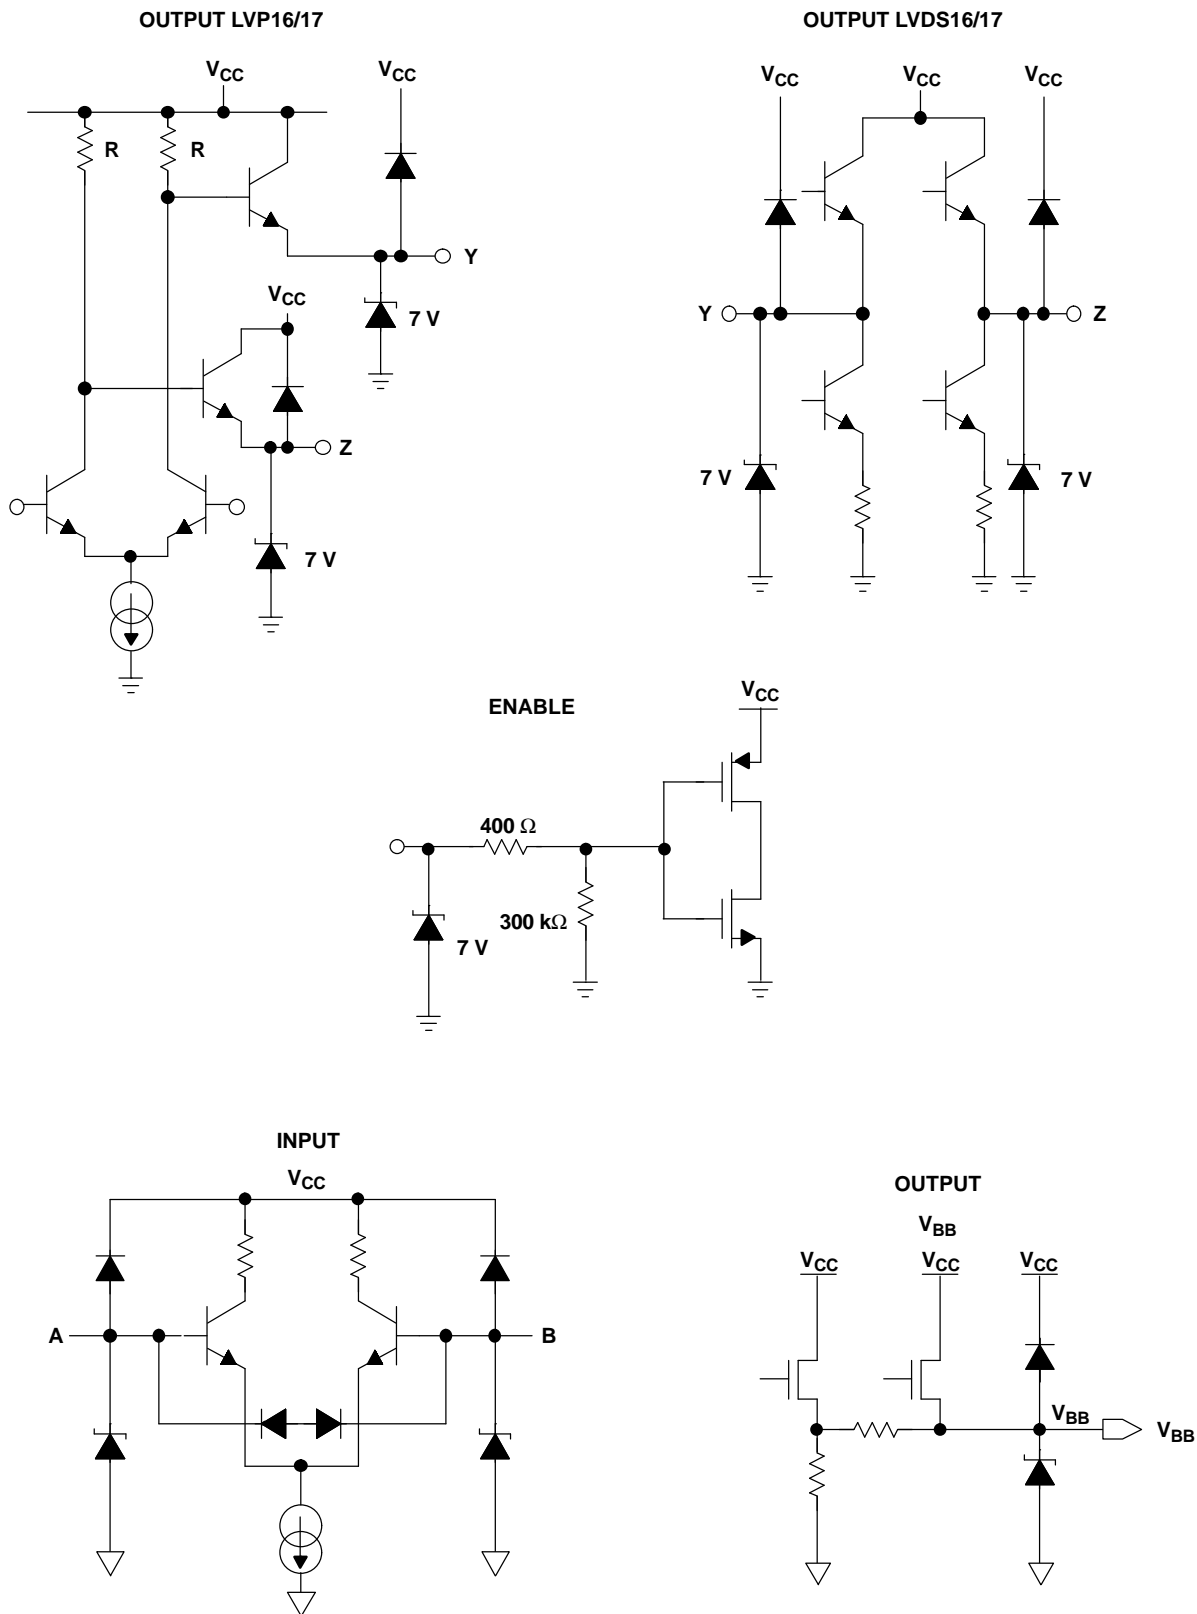 OUTPUT LVP16/17
VCC
VCC
R
R
Y
VCC
7 V
Z
7 V
OUTPUT LVDS16/17
VCC
VCC
VCC
Y
Z
7 V
7 V
ENABLE
VCC
400 Ω
300 kΩ
7 V
INPUT
VCC
A
B
OUTPUT
VBB
VCC
VCC
VCC
VBB
VBB